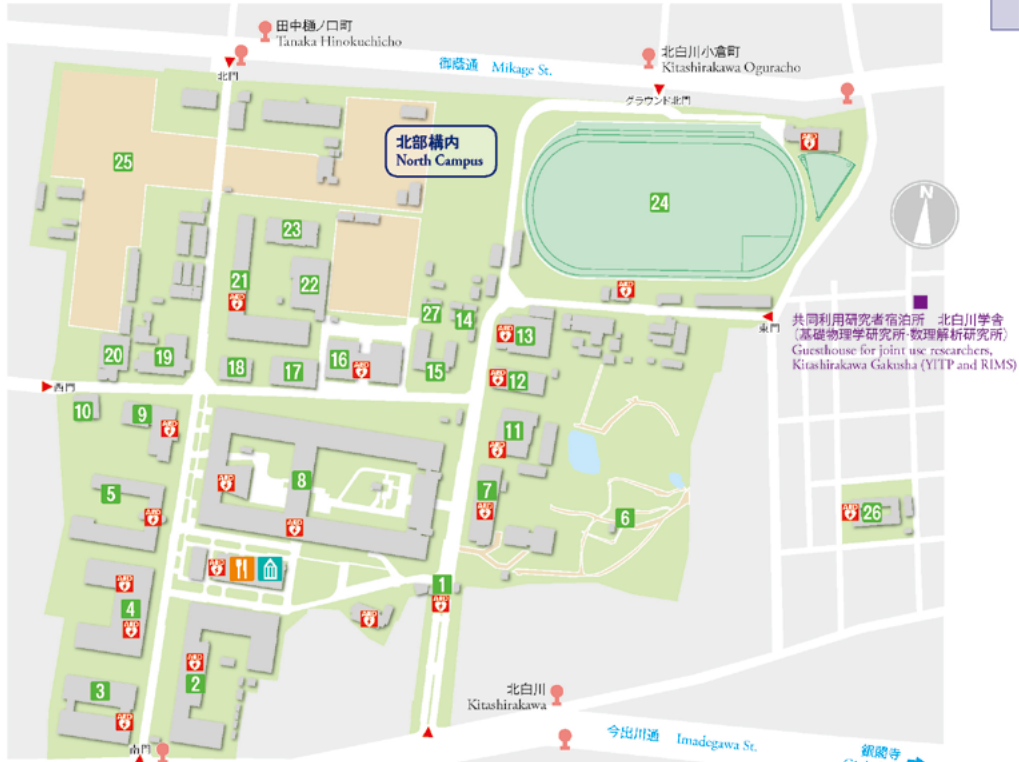 田中樋ノ口町
Tanaka Hinokuchicho
北門
御蔭通 Mikage St.
北白川小倉町
Kitashirakawa Oguracho
グラウンド北門
北部構内
North Campus
25
24
23
22
21
27
14
13
N
東門
共同利用研究者宿泊所 北白川学舎
(基礎物理学研究所・数理解析研究所)
Guesthouse for joint use researchers,
Kitashirakawa Gakusha (YITP and RIMS)
20
19
18
17
16
15
12
西門
10
9
11
8
7
5
6
26
AED
1
4
3
2
北白川
Kitashirakawa
今出川通 Imadegawa St.
銀閣寺
南門